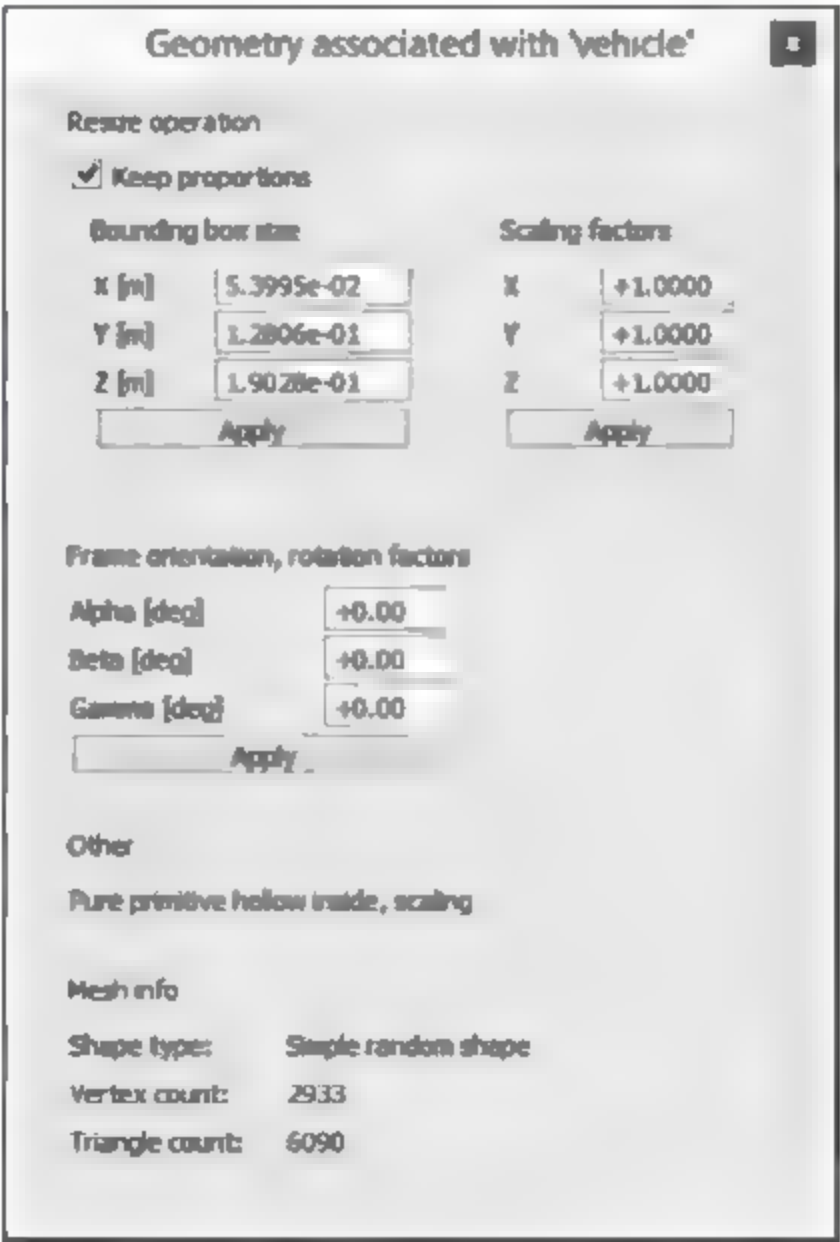 Geometry associated with 'vehicle'
Resize operation
Keep proportions
Bounding box size
Scaling factors
X [m] 5.3995e-02 X +1.0000
Y [m] 1.2806e-01 Y +1.0000
Z [m] 1.9028e-01 Z +1.0000
Apply Apply
Frame orientation, rotation factors
Alpha [deg] +0.00
Beta [deg] +0.00
Gamma [deg] +0.00
Apply
Other
Pure primitive hollow inside, scaling
Mesh info
Shape type: Simple random shape
Vertex count: 2933
Triangle count: 6090